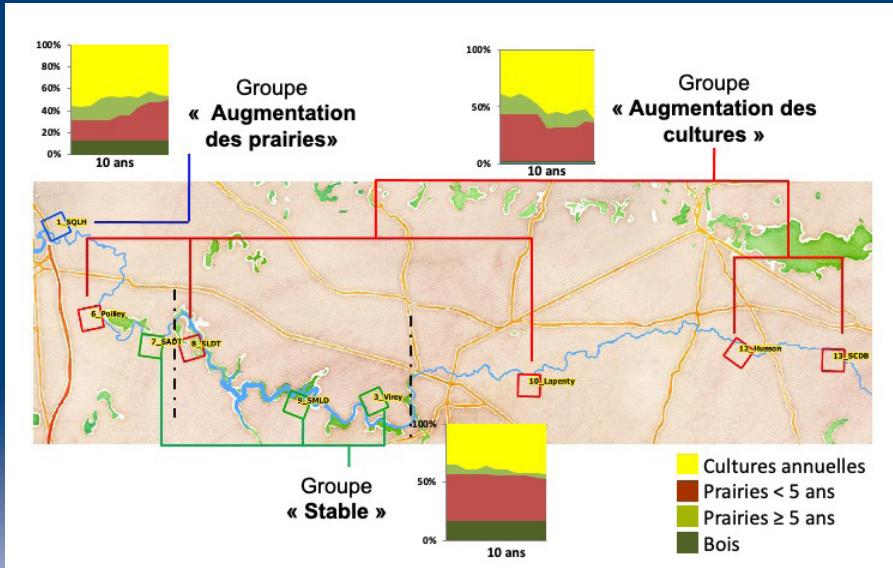 100%
80%
60%
40%
20%
0%
10 ans
Groupe
« Augmentation
des prairies»
100%
50%
0%
10 ans
Groupe
« Augmentation des
cultures »
1_SQLH
6_Poilley
7_SADT
8_SLDT
9_SMLD
3_Virey
10_Lapenty
12_Husson
13_SCDB
Groupe
« Stable »
100%
50%
0%
10 ans
Cultures annuelles
Prairies < 5 ans
Prairies ≥ 5 ans
Bois